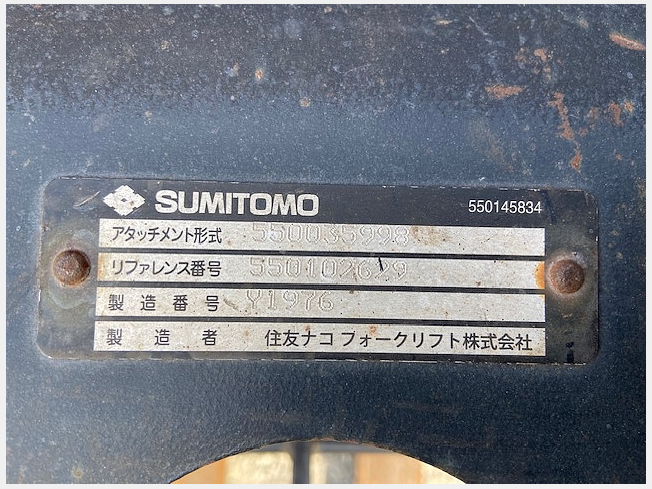 SUMITOMO 550145834
アタッチメント形式 550035998
リファレンス番号 550102629
製造番号 Y1976
製造者 住友ナコ フォークリフト株式会社